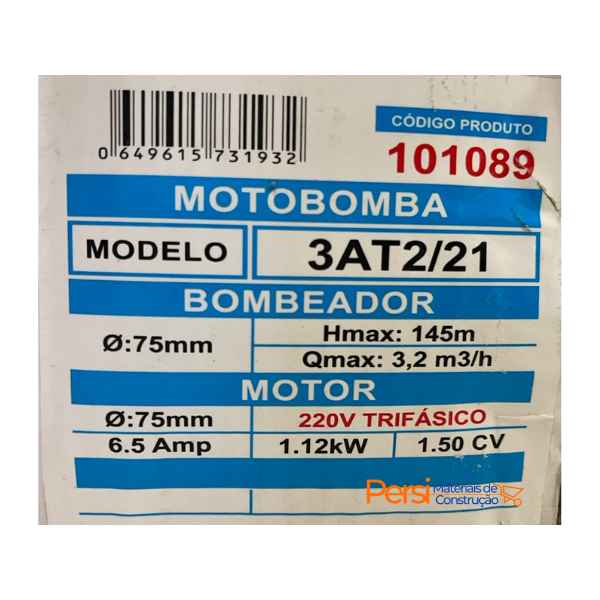 CÓDIGO PRODUTO
0 649615 731932
101089
MOTOBOMBA
MODELO
3AT2/21
BOMBEADOR
Ø:75mm
Hmax: 145m
Qmax: 3,2 m3/h
MOTOR
Ø:75mm
220V TRIFÁSICO
6.5 Amp
1.12kW
1.50 CV
Persi Materiais de
Construção